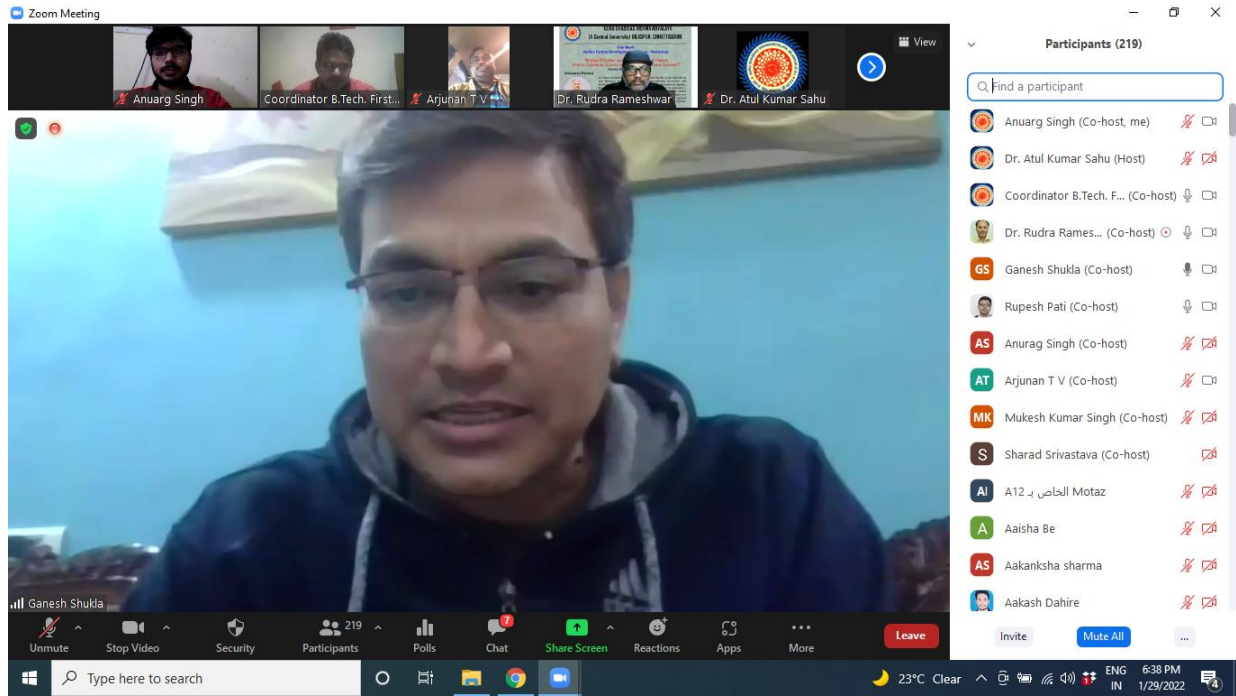 Zoom Meeting
Anuarg Singh
Coordinator B.Tech. First...
Arjunan T V
Dr. Rudra Rameshwar
Dr. Atul Kumar Sahu
View
Ganesh Shukla
Unmute
Stop Video
Security
219
Participants
Polls
7
Chat
Share Screen
Reactions
Apps
More
Leave
Participants (219)
Find a participant
Anuarg Singh (Co-host, me)
Dr. Atul Kumar Sahu (Host)
Coordinator B.Tech. F... (Co-host)
Dr. Rudra Rames... (Co-host)
GS Ganesh Shukla (Co-host)
Rupesh Pati (Co-host)
AS Anurag Singh (Co-host)
AT Arjunan T V (Co-host)
MK Mukesh Kumar Singh (Co-host)
S Sharad Srivastava (Co-host)
AI A12 الخاص بـ Motaz
A Aaisha Be
AS Aakanksha sharma
Aakash Dahire
Invite
Mute All
...
Type here to search
23°C Clear
ENG
IN
6:38 PM
1/29/2022
4